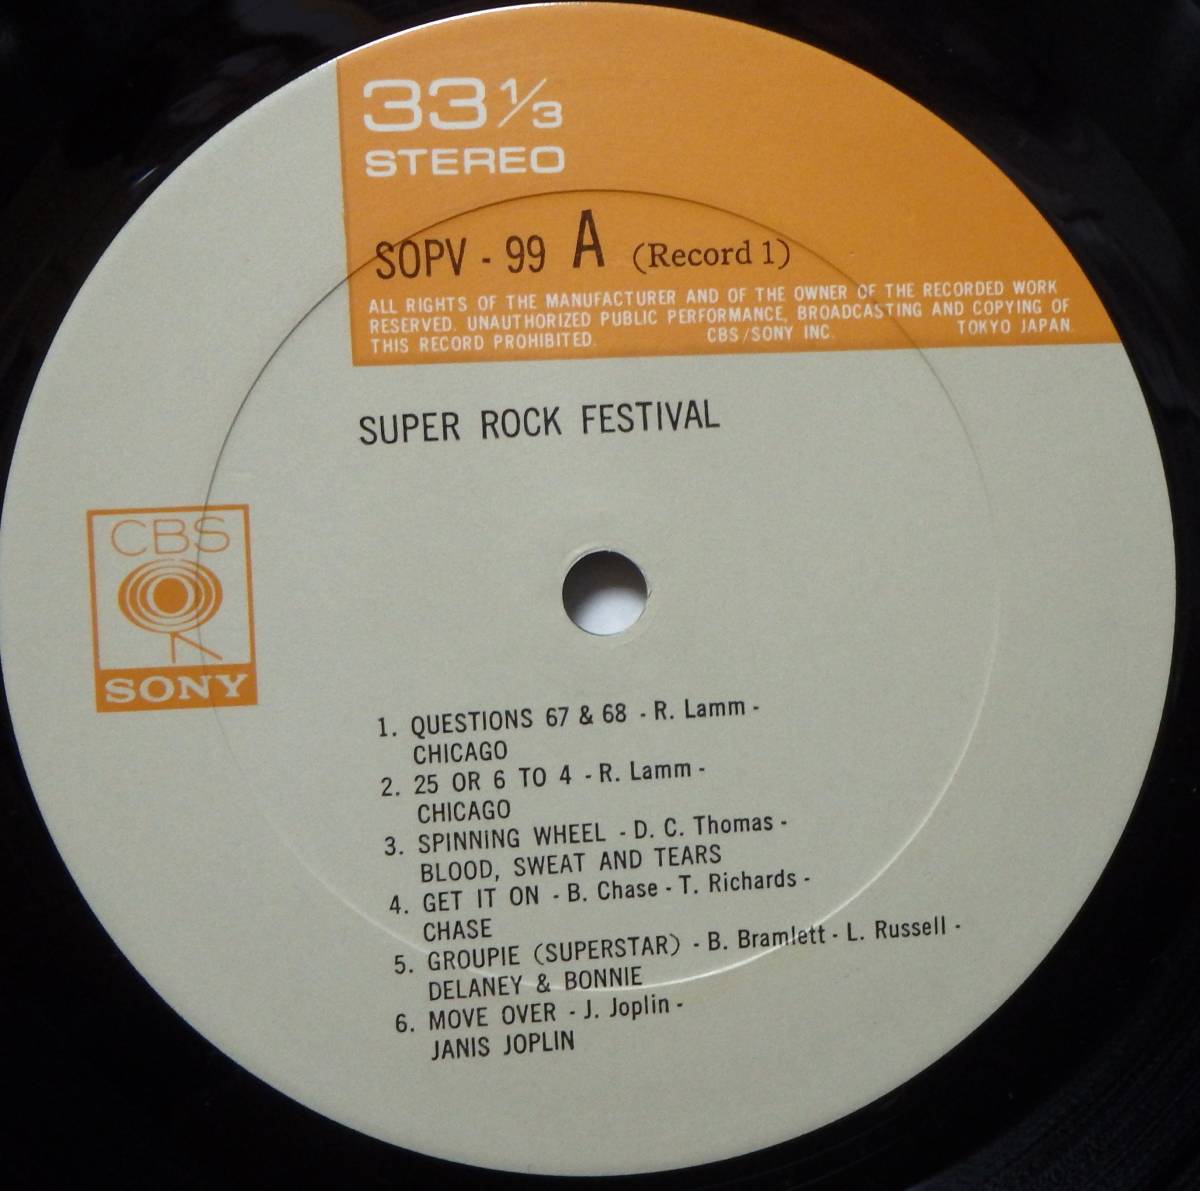 33 1/3
STEREO
SOPV - 99 A (Record 1)
ALL RIGHTS OF THE MANUFACTURER AND OF THE OWNER OF THE RECORDED WORK
RESERVED. UNAUTHORIZED PUBLIC PERFORMANCE, BROADCASTING AND COPYING OF
THIS RECORD PROHIBITED. CBS/SONY INC. TOKYO JAPAN.
SUPER ROCK FESTIVAL
CBS
SONY
1. QUESTIONS 67 & 68 - R. Lamm -
CHICAGO
2. 25 OR 6 TO 4 - R. Lamm -
CHICAGO
3. SPINNiNG WHEEL - D. C. Thomas -
BLOOD, SWEAT AND TEARS
4. GET IT ON - B. Chase - T. Richards -
CHASE
5. GROUPIE (SUPERSTAR) - B. Bramlett - L. Russell -
DELANEY & BONNIE
6. MOVE OVER - J. Joplin -
JANIS JOPLIN